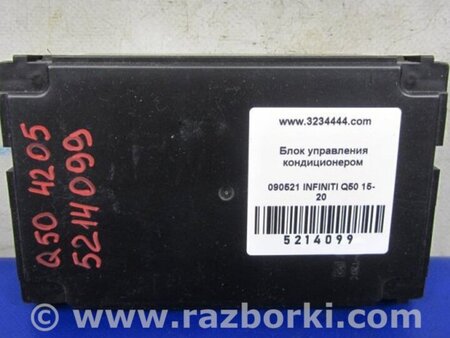 Q50 4205
5214099
www.3234444.com
Блок управления
кондиционером
090521 INFINITI Q50 15-
20
5214099
www.razborki.com